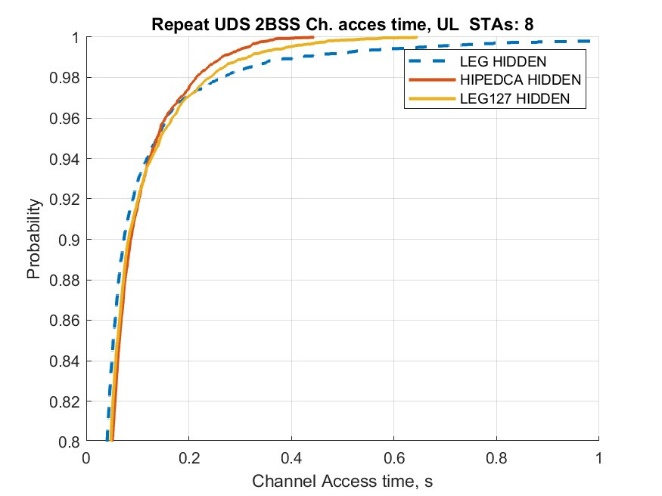 Repeat UDS 2BSS Ch. acces time, UL STAs: 8
1
0.98
0.96
0.94
0.92
0.9
0.88
0.86
0.84
0.82
0.8
Probability
LEG HIDDEN
HIPEDCA HIDDEN
LEG127 HIDDEN
0 0.2 0.4 0.6 0.8 1
Channel Access time, s